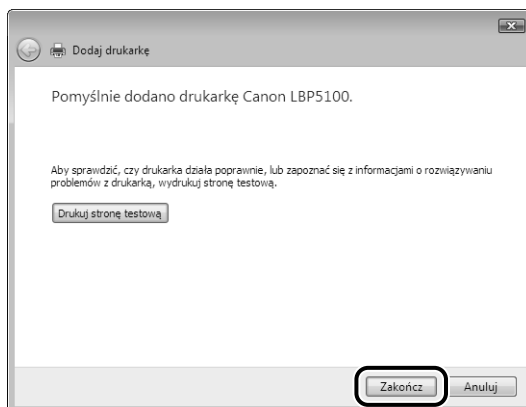 Dodaj drukarkę
Pomyślnie dodano drukarkę Canon LBP5100.
Aby sprawdzić, czy drukarka działa poprawnie, lub zapoznać się z informacjami o rozwiązywaniu
problemów z drukarką, wydrukuj stronę testową.
Drukuj stronę testową
Zakończ Anuluj